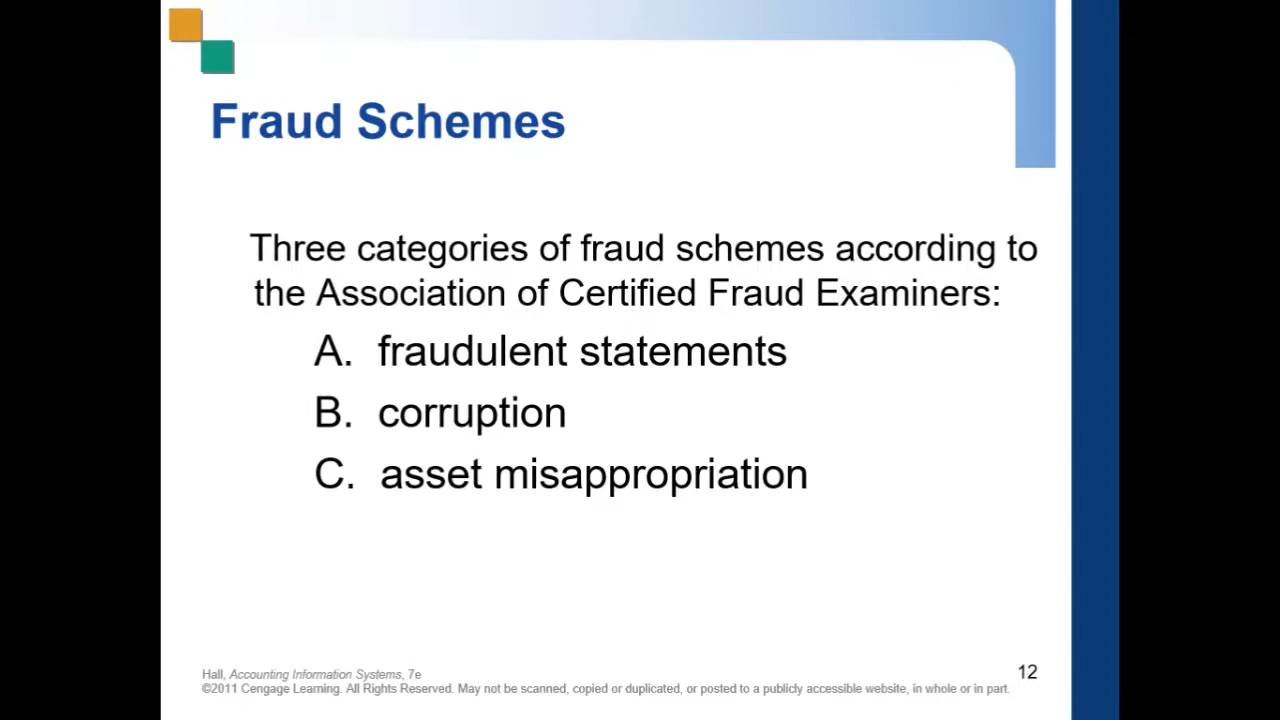 Fraud Schemes
Three categories of fraud schemes according to
the Association of Certified Fraud Examiners:
A. fraudulent statements
B. corruption
C. asset misappropriation
Hall, Accounting Information Systems, 7e
©2011 Cengage Learning. All Rights Reserved. May not be scanned, copied or duplicated, or posted to a publicly accessible website, in whole or in part.
12